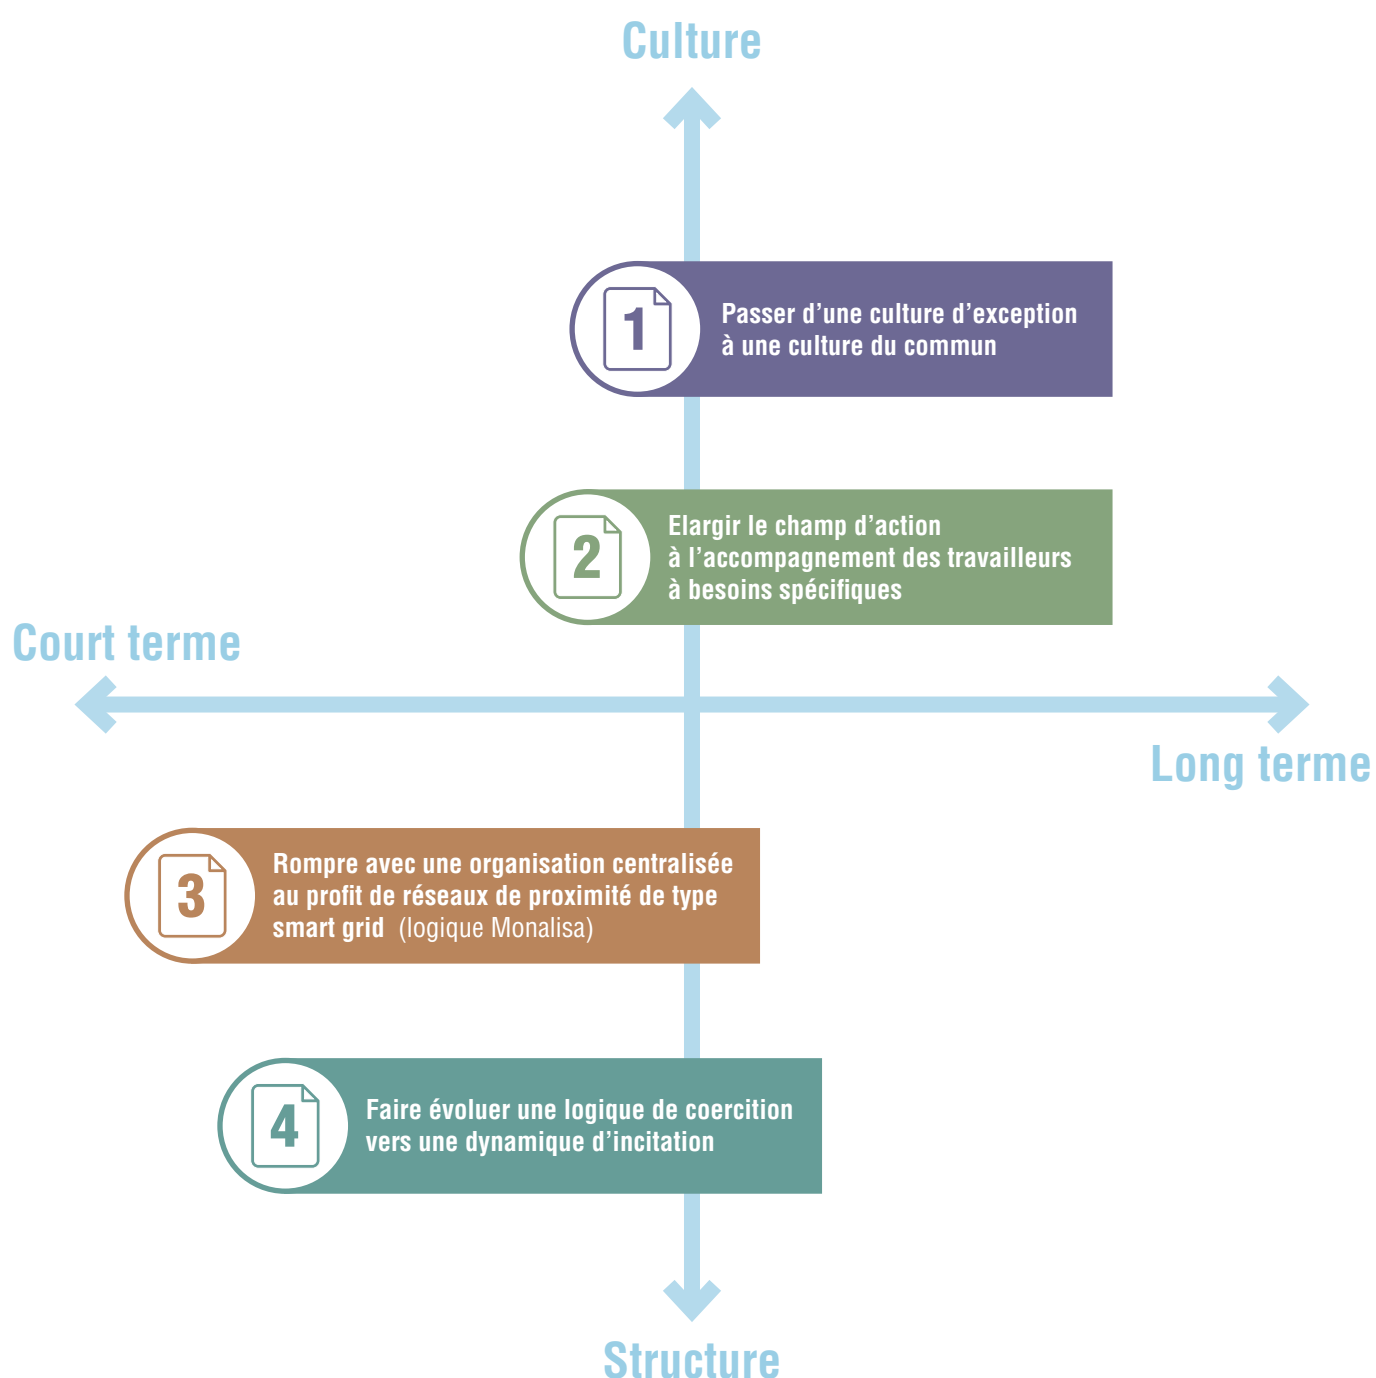 Culture
1
Passer d’une culture d’exception
à une culture du commun
2
Elargir le champ d’action
à l’accompagnement des travailleurs
à besoins spécifiques
Court terme
Long terme
3
Rompre avec une organisation centralisée
au profit de réseaux de proximité de type
smart grid (logique Monalisa)
4
Faire évoluer une logique de coercition
vers une dynamique d’incitation
Structure